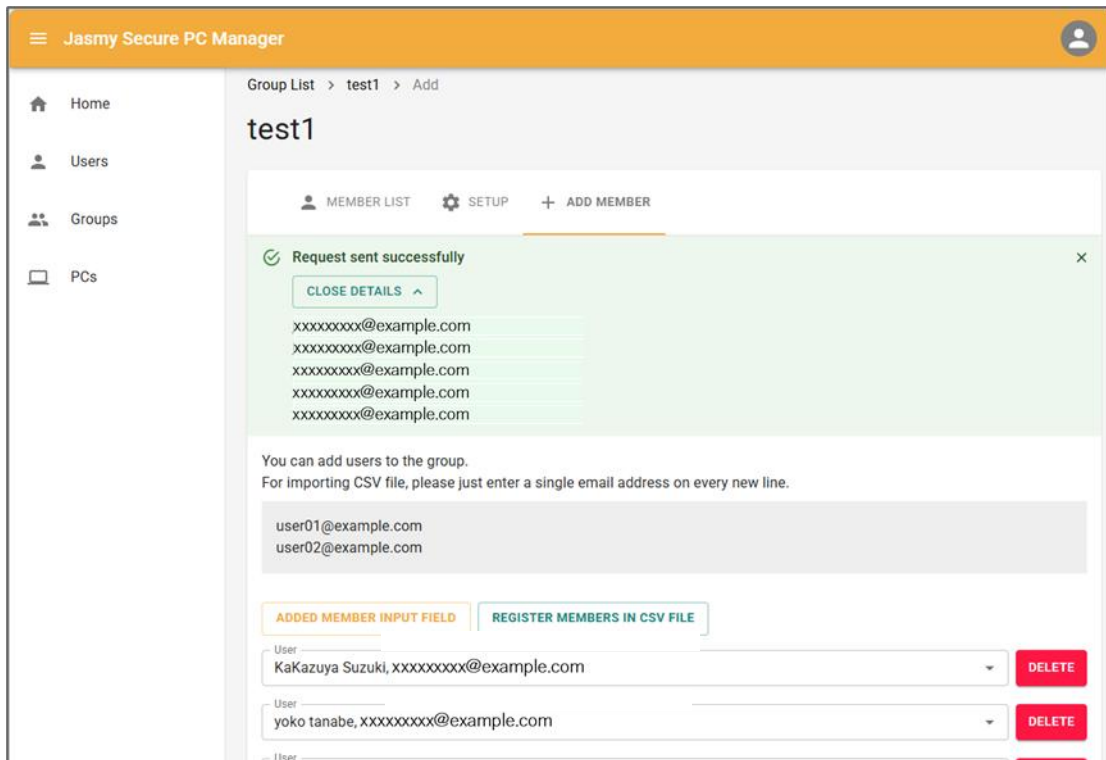 Jasmy Secure PC Manager
Home
Users
Groups
PCs
Group List > test1 > Add
test1
MEMBER LIST SETUP + ADD MEMBER
Request sent successfully
CLOSE DETAILS
xxxxxxxxx@example.com
xxxxxxxxx@example.com
xxxxxxxxx@example.com
xxxxxxxxx@example.com
xxxxxxxxx@example.com
You can add users to the group.
For importing CSV file, please just enter a single email address on every new line.
user01@example.com
user02@example.com
ADDED MEMBER INPUT FIELD REGISTER MEMBERS IN CSV FILE
User
KaKazuya Suzuki, xxxxxxxxx@example.com DELETE
User
yoko tanabe, xxxxxxxxx@example.com DELETE
User